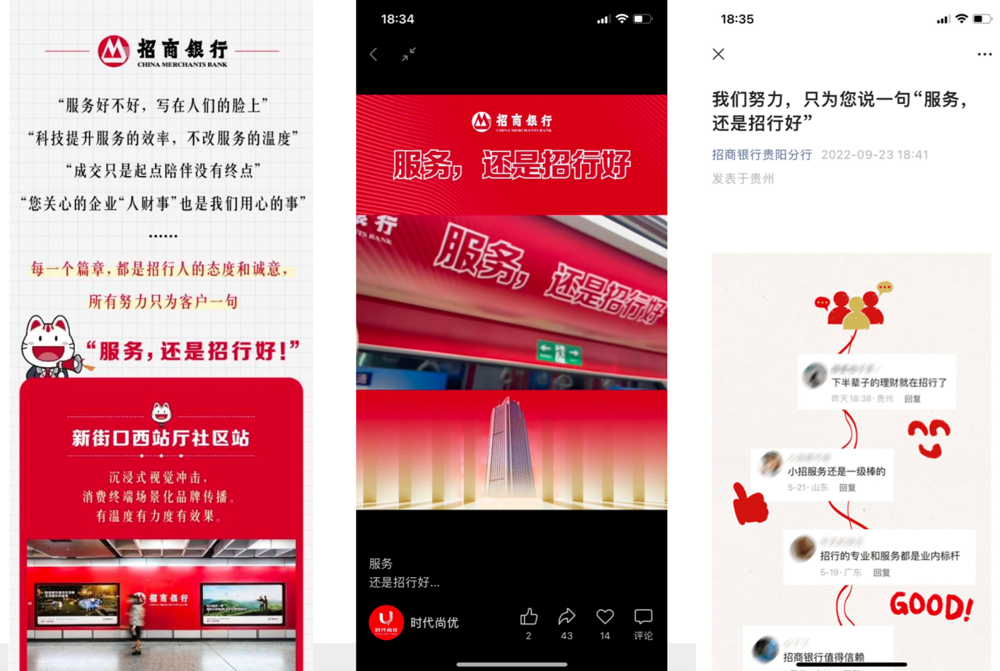 招商银行
CHINA MERCHANTS BANK
“服务好不好，写在人们的脸上”
“科技提升服务的效率，不改服务的温度”
“成交只是起点陪伴没有终点”
“您关心的企业“人财事”也是我们用心的事”
······
每一个篇章，都是招行人的态度和诚意，
所有努力只为客户一句
“服务，还是招行好！”
新街口西站厅社区站
沉浸式视觉冲击，
消费终端场景化品牌传播。
有温度有力度有效果。
招商银行
CHINA MERCHANTS BANK
18:34
招商银行
CHINA MERCHANTS BANK
服务，还是招行好
银行
TS BANK
服务，还是招行好
服务
还是招行好...
时代尚优
时代尚优
2
43
14
评论
18:35
我们努力，只为您说一句“服务，
还是招行好”
招商银行贵阳分行 2022-09-23 18:41
发表于贵州
下半辈子的理财就在招行了
昨天18:38·贵州 回复
小招服务还是一级棒的
5-21·山东 回复
招行的专业和服务都是业内标杆
5-19·广东 回复
GOOD!
招商银行值得信赖